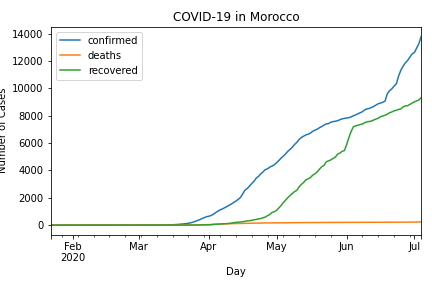 COVID-19 in Morocco
confirmed
deaths
recovered
14000
12000
10000
8000
6000
4000
2000
0
Number of Cases
Feb
2020
Mar
Apr
May
Jun
Jul
Day